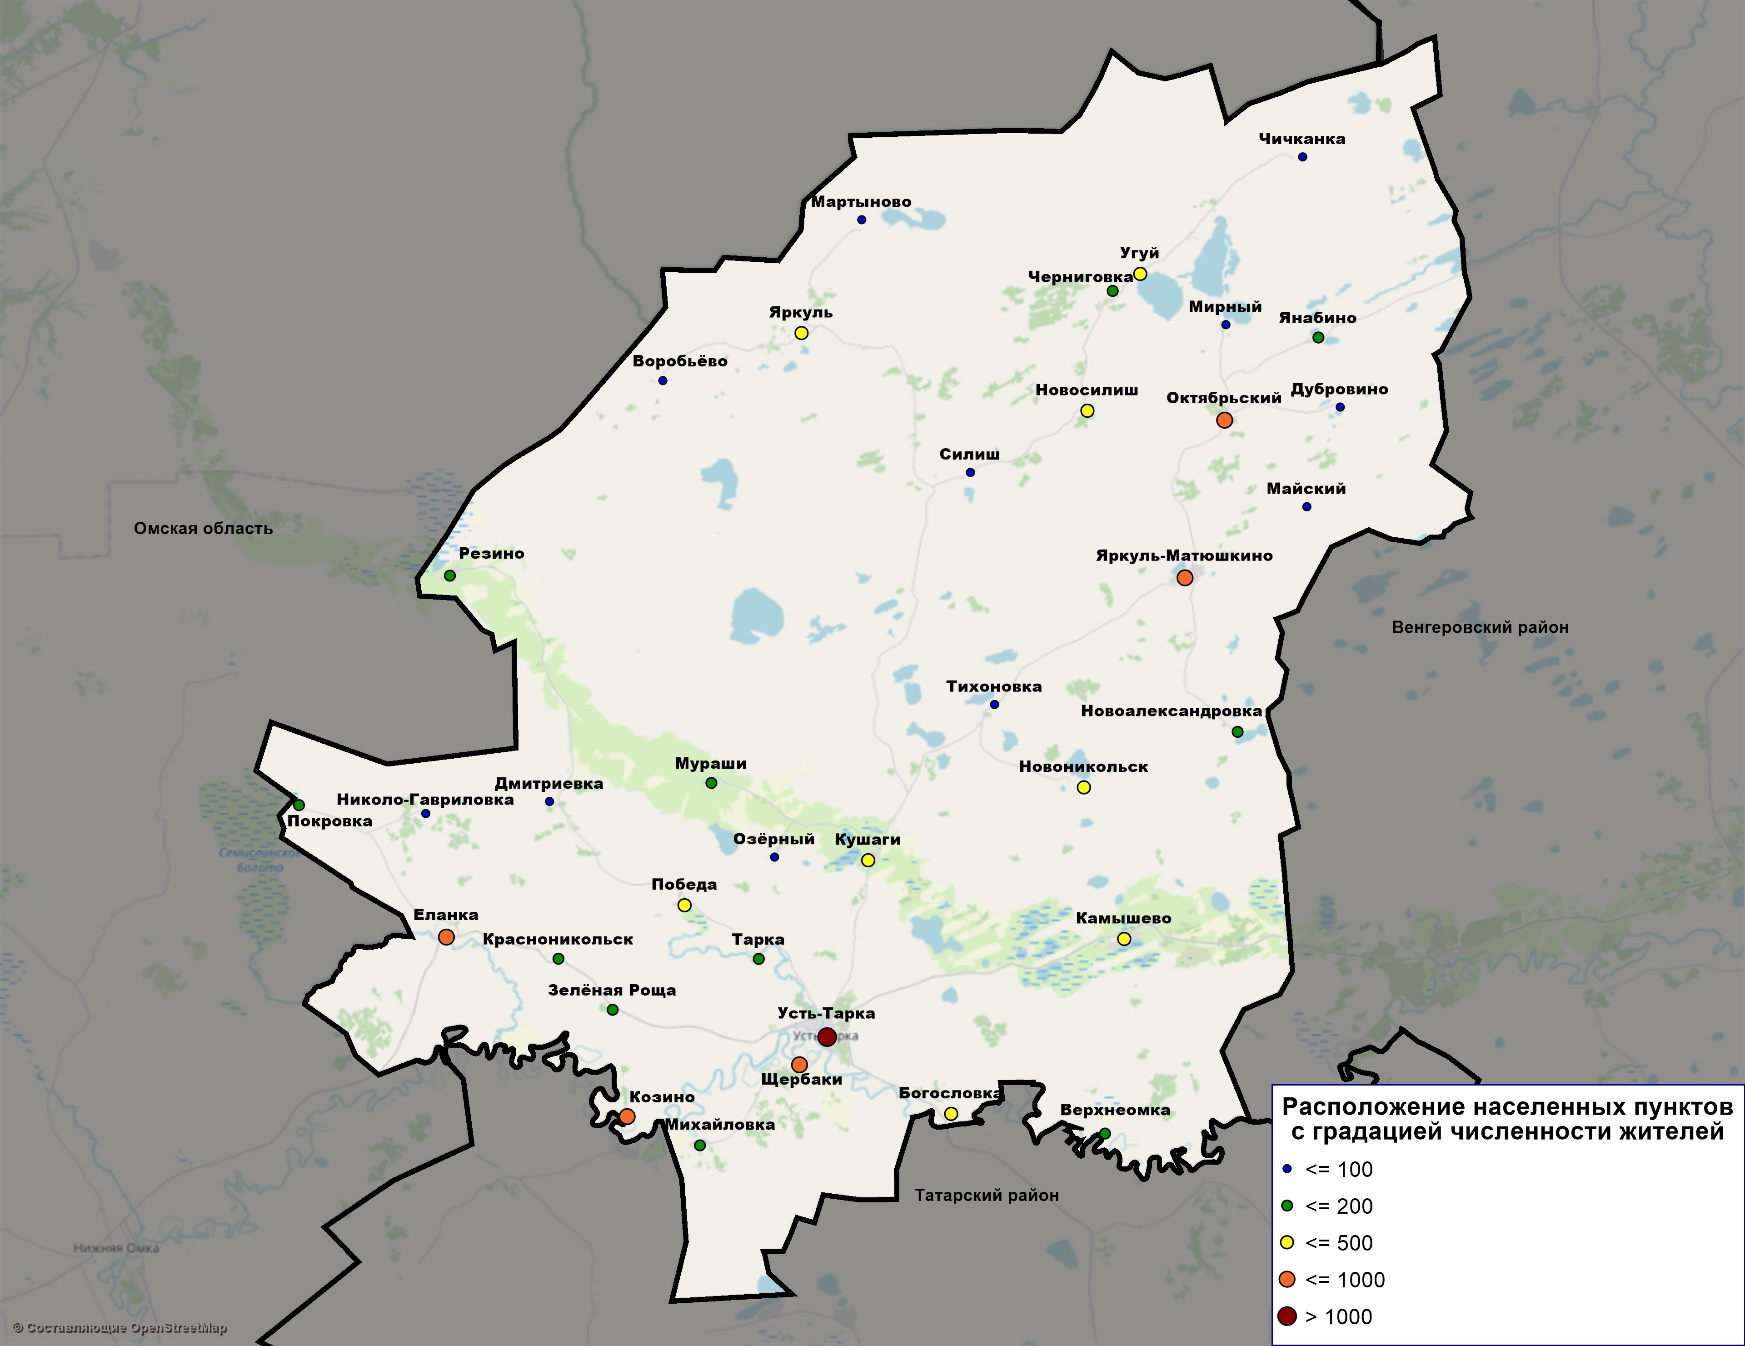 Чичканка
Мартыново
Угуй
Черниговка
Мирный
Яркуль
Янабино
Воробьёво
Новосилиш
Октябрьский
Дубровино
Силиш
Майский
Омская область
Резино
Яркуль-Матюшкино
Венгеровский район
Тихоновка
Новоалександровка
Мураши
Новоникольск
Дмитриевка
Николо-Гавриловка
Покровка
Озёрный
Кушаги
Семислинское
болото
Победа
Еланка
Камышево
Краснониколькс
Тарка
Зелёная Роща
Усть-Тарка
Щербаки
Козино
Богословка
Верхнеомка
Михайловка
Татарский район
Нижняя Омка
Расположение населенных пунктов
с градацией численности жителей
<= 100
<= 200
<= 500
<= 1000
> 1000
© Составляющие OpenStreetMap